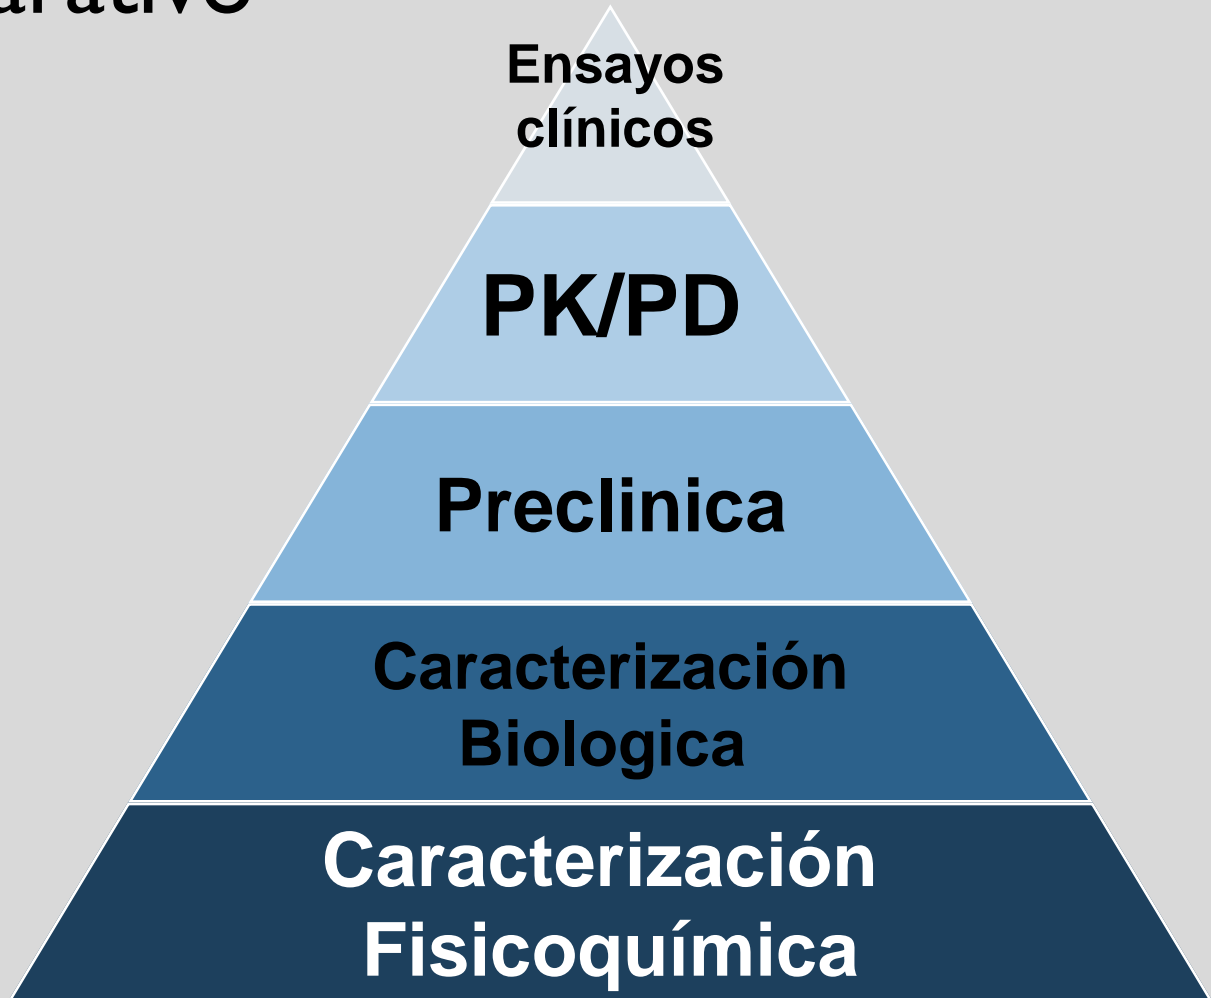 Ensayos
clínicos
PK/PD
Preclinica
Caracterización
Biologica
Caracterización
Fisicoquímica